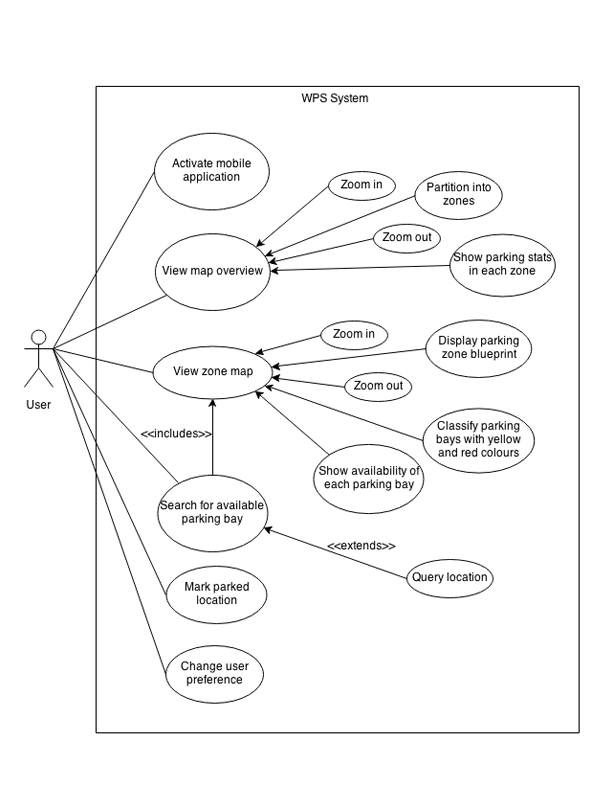 WPS System
Activate mobile
application
Zoom in
Partition into
zones
Zoom out
View map overview
Show parking stats
in each zone
Zoom in
Display parking
zone blueprint
View zone map
Zoom out
User
<<includes>>
Classify parking
bays with yellow
and red colours
Show availability of
each parking bay
Search for available
parking bay
<<extends>>
Query location
Mark parked
location
Change user
preference